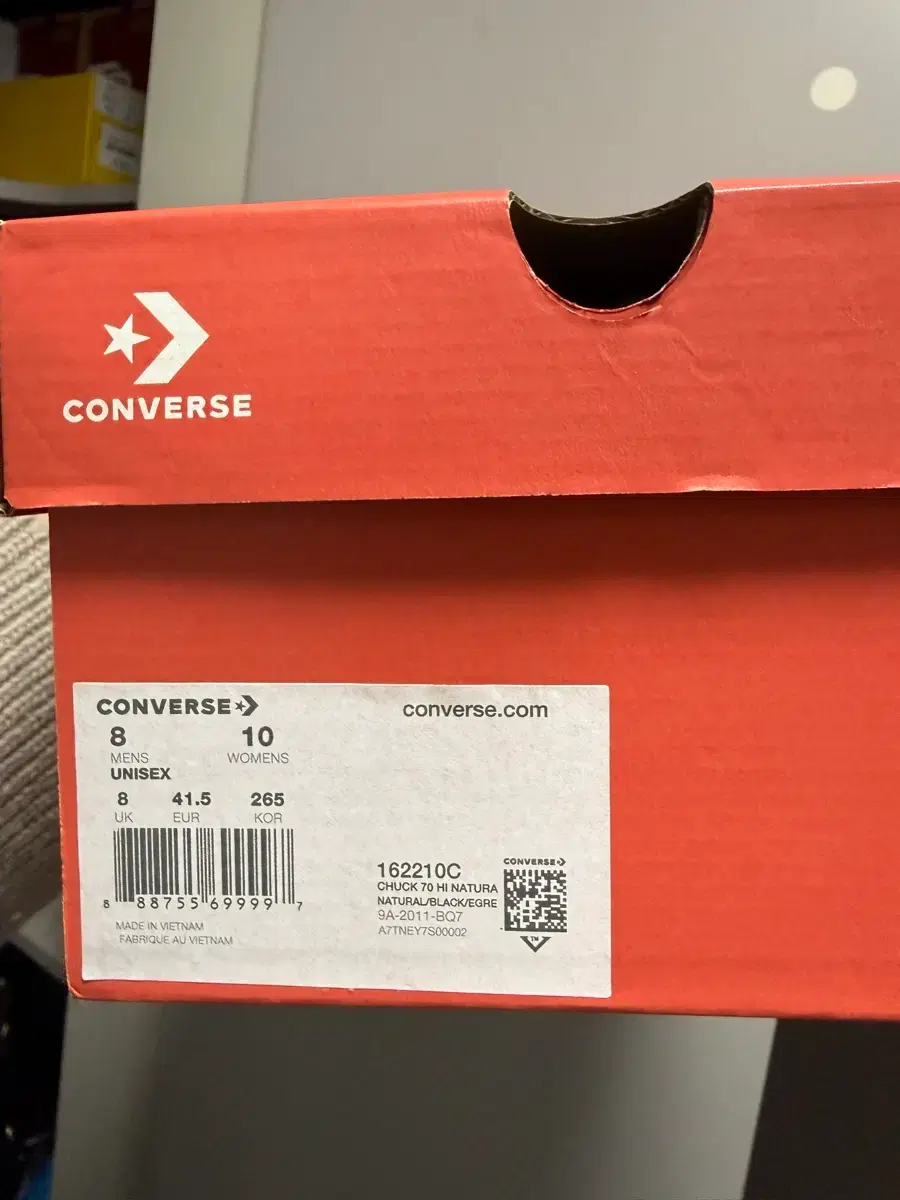 CONVERSE
CONVERSE
converse.com
8 10
MENS WOMENS
UNISEX
8 41.5 265
UK EUR KOR
8 88755 69999 7
MADE IN VIETNAM
FABRIQUE AU VIETNAM
162210C
CHUCK 70 HI NATURA
NATURAL/BLACK/EGRE
9A-2011-BQ7
A7TNEY7S00002
CONVERSE
TM